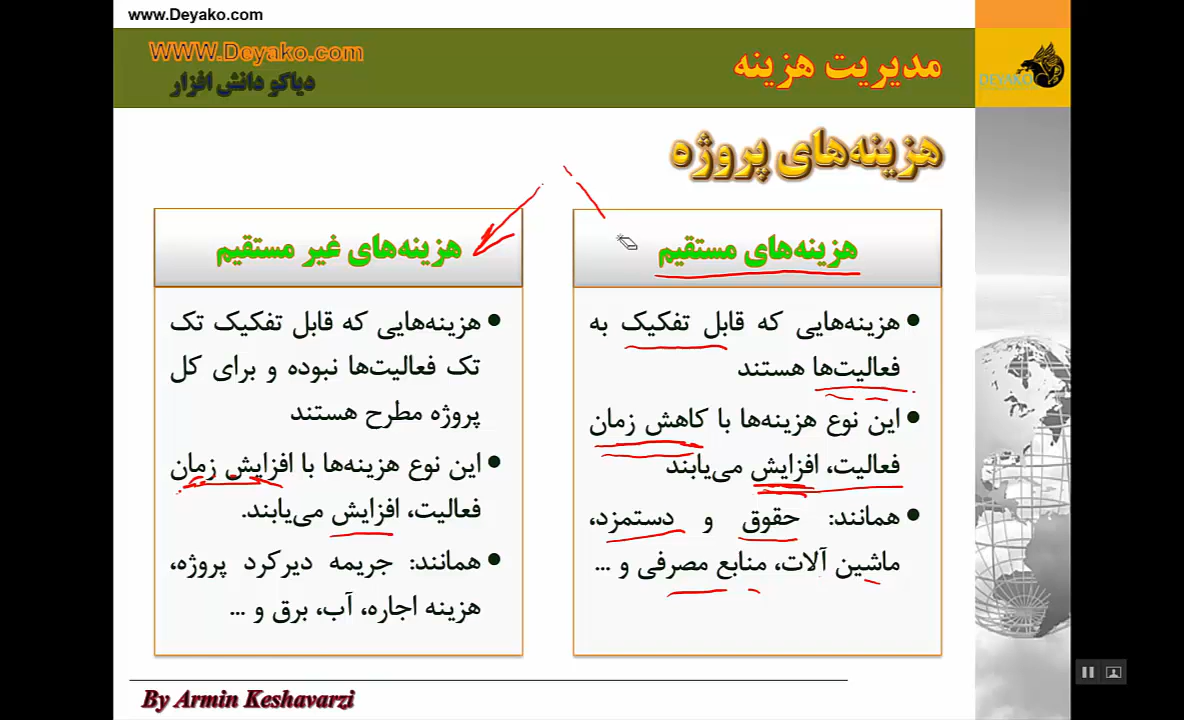 www.Deyako.com
WWW.Deyako.com
دیاکو دانش افزار
مدیریت هزینه
DEYAKO
هزینه‌های پروژه
هزینه‌های مستقیم
هزینه‌هایی که قابل تفکیک به
فعالیت‌ها هستند
این نوع هزینه‌ها با کاهش زمان
فعالیت، افزایش می‌یابند
همانند: حقوق و دستمزد،
ماشین آلات، منابع مصرفی و ...
هزینه‌های غیر مستقیم
هزینه‌هایی که قابل تفکیک تک
تک فعالیت‌ها نبوده و برای کل
پروژه مطرح هستند
این نوع هزینه‌ها با افزایش زمان
فعالیت، افزایش می‌یابند.
همانند: جریمه دیرکرد پروژه،
هزینه اجاره، آب، برق و ...
By Armin Keshavarzi